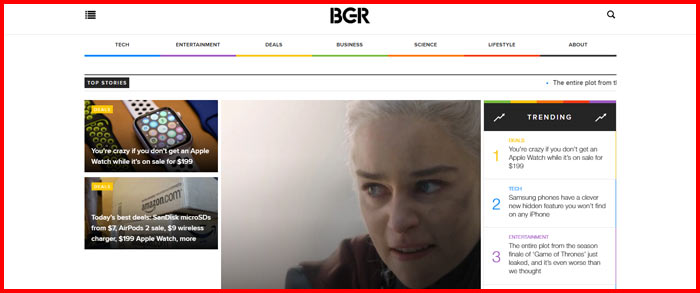 BGR
TECH
ENTERTAINMENT
DEALS
BUSINESS
SCIENCE
LIFESTYLE
ABOUT
TOP STORIES
The entire plot from th
DEALS
You're crazy if you don't get an Apple
Watch while it's on sale for $199
amazon.com
DEALS
Today's best deals: SanDisk microSDs
from $7, AirPods 2 sale, $9 wireless
charger, $199 Apple Watch, more
TRENDING
1
DEALS
You're crazy if you don't get an
Apple Watch while it's on sale for
$199
2
TECH
Samsung phones have a clever
new hidden feature you won't find
on any iPhone
3
ENTERTAINMENT
The entire plot from the season
finale of 'Game of Thrones' just
leaked, and it's even worse than
we thought